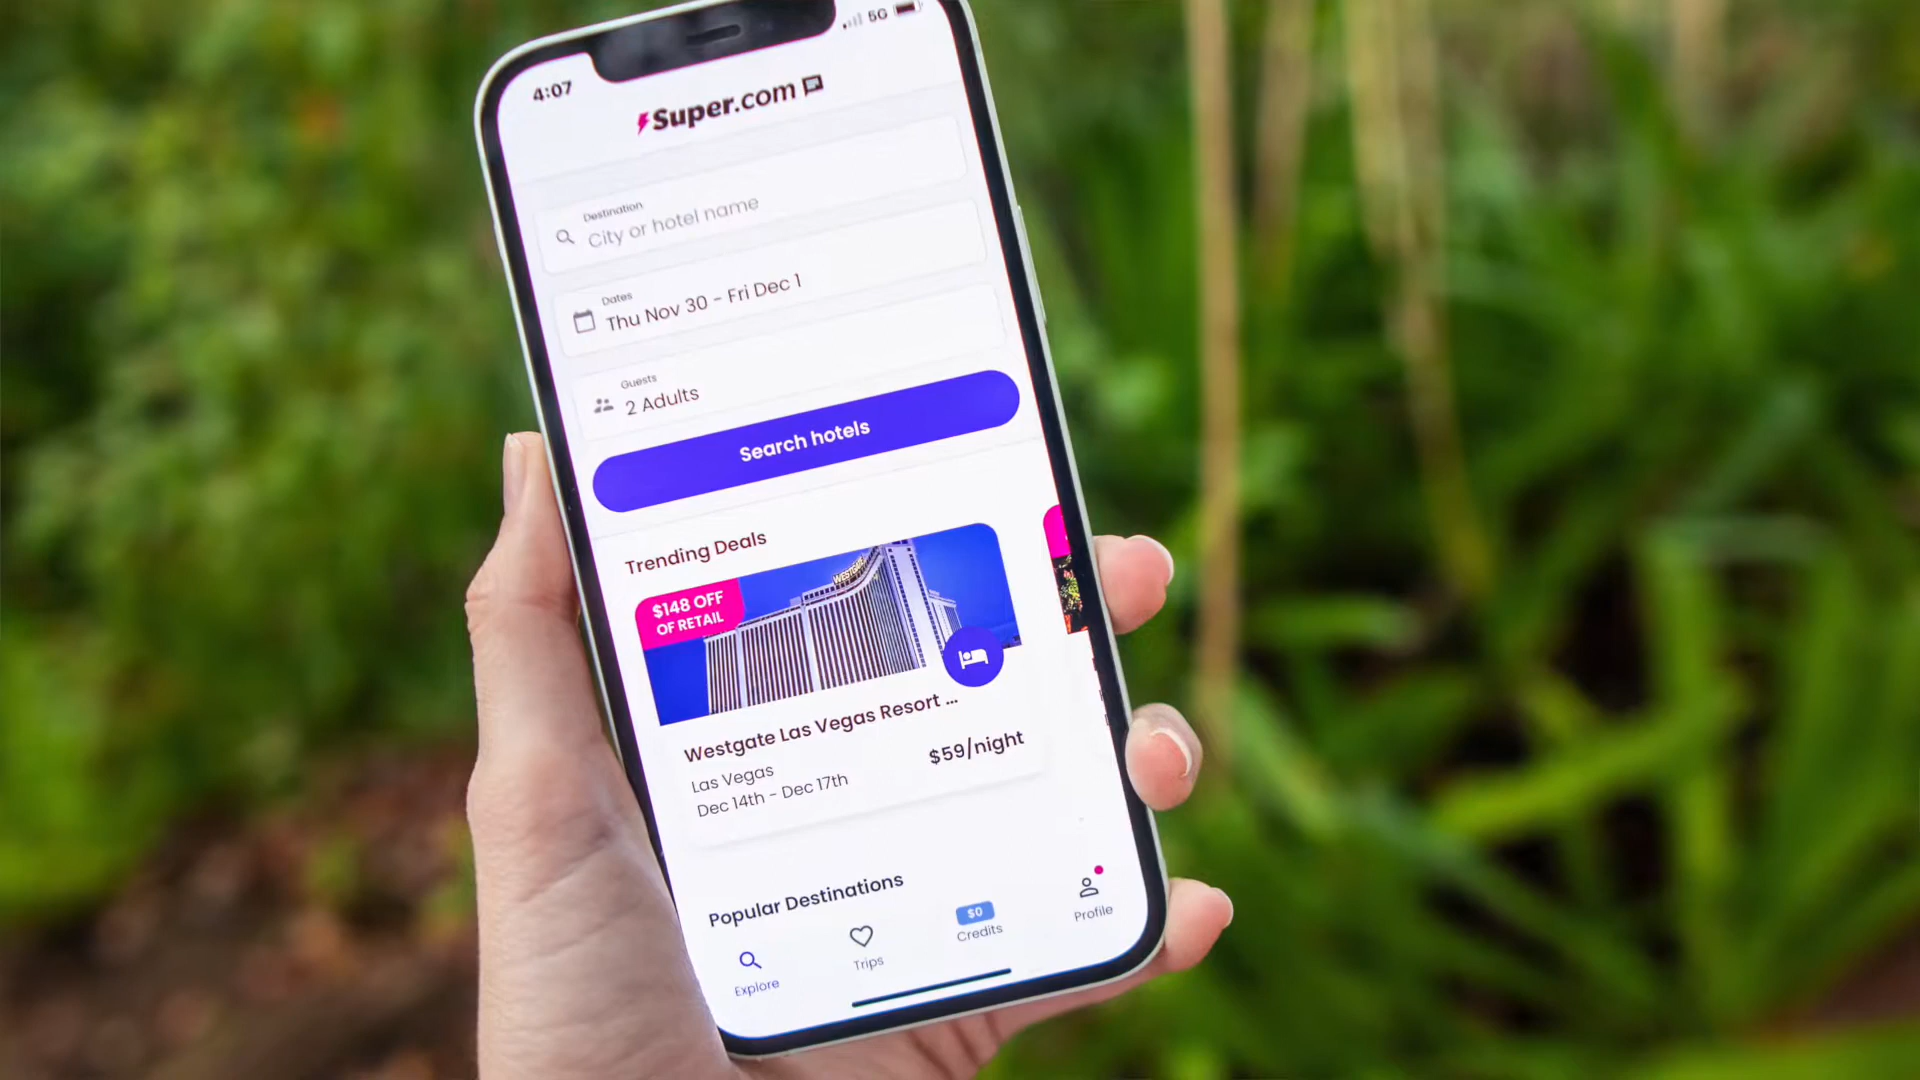 4:07
5G
Super.com
Destination
City or hotel name
Dates
Thu Nov 30 - Fri Dec 1
Guests
2 Adults
Search hotels
Trending Deals
$148 OFF
OF RETAIL
WESTGATE
Westgate Las Vegas Resort ...
$59/night
Las Vegas
Dec 14th - Dec 17th
Popular Destinations
Explore
Trips
$0
Credits
Profile